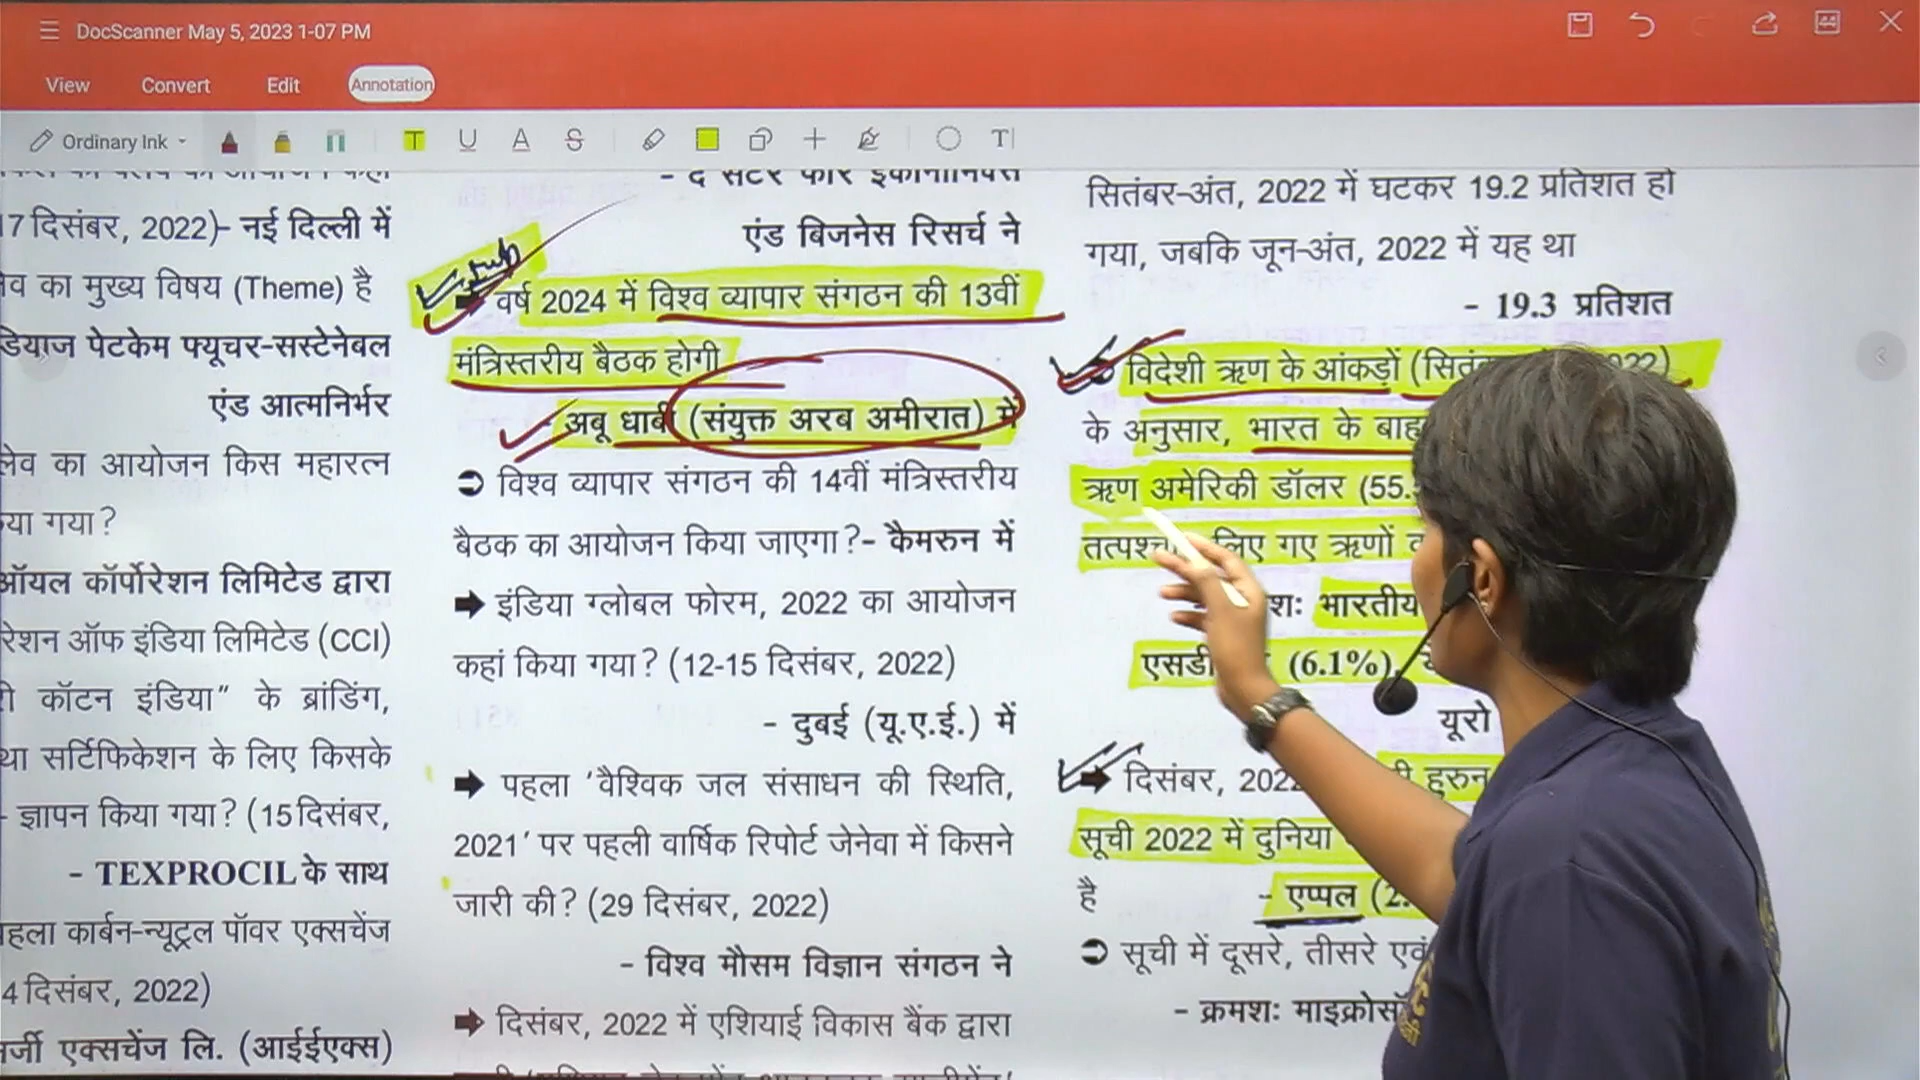 DocScanner May 5, 2023 1-07 PM
View Convert Edit Annotation
Ordinary Ink
17 दिसंबर, 2022)- नई दिल्ली में
का मुख्य विषय (Theme) है
पेटकेम फ्यूचर-सस्टेनेबल
एंड आत्मनिर्भर
का आयोजन किस महारत्न
गया?
ऑयल कॉर्पोरेशन लिमिटेड द्वारा
ऑफ इंडिया लिमिटेड (CCI)
कॉटन इंडिया” के ब्रांडिंग,
सर्टिफिकेशन के लिए किसके
ज्ञापन किया गया? (15 दिसंबर,
- TEXPROCIL के साथ
कार्बन-न्यूट्रल पॉवर एक्सचेंज
4 दिसंबर, 2022)
एक्सचेंज लि. (आईईएक्स)
एंड बिजनेस रिसर्च ने
वर्ष 2024 में विश्व व्यापार संगठन की 13वीं
मंत्रिस्तरीय बैठक होगी
- अबू धाबी (संयुक्त अरब अमीरात) में
➲ विश्व व्यापार संगठन की 14वीं मंत्रिस्तरीय
बैठक का आयोजन किया जाएगा?- कैमरुन में
➡ इंडिया ग्लोबल फोरम, 2022 का आयोजन
कहां किया गया? (12-15 दिसंबर, 2022)
- दुबई (यू.ए.ई.) में
➡ पहला ‘वैश्विक जल संसाधन की स्थिति,
2021’ पर पहली वार्षिक रिपोर्ट जेनेवा में किसने
जारी की? (29 दिसंबर, 2022)
- विश्व मौसम विज्ञान संगठन ने
➡ दिसंबर, 2022 में एशियाई विकास बैंक द्वारा
सितंबर-अंत, 2022 में घटकर 19.2 प्रतिशत हो
गया, जबकि जून-अंत, 2022 में यह था
- 19.3 प्रतिशत
विदेशी ऋण के आंकड़ों
के अनुसार, भारत के
ऋण अमेरिकी डॉलर (55.
लिए गए ऋणों
भारतीय
(6.1%),
यूरो
➡ दिसंबर, हुरुन
सूची 2022 में दुनिया
है - एप्पल (2.
➲ सूची में दूसरे, तीसरे एवं
- क्रमशः